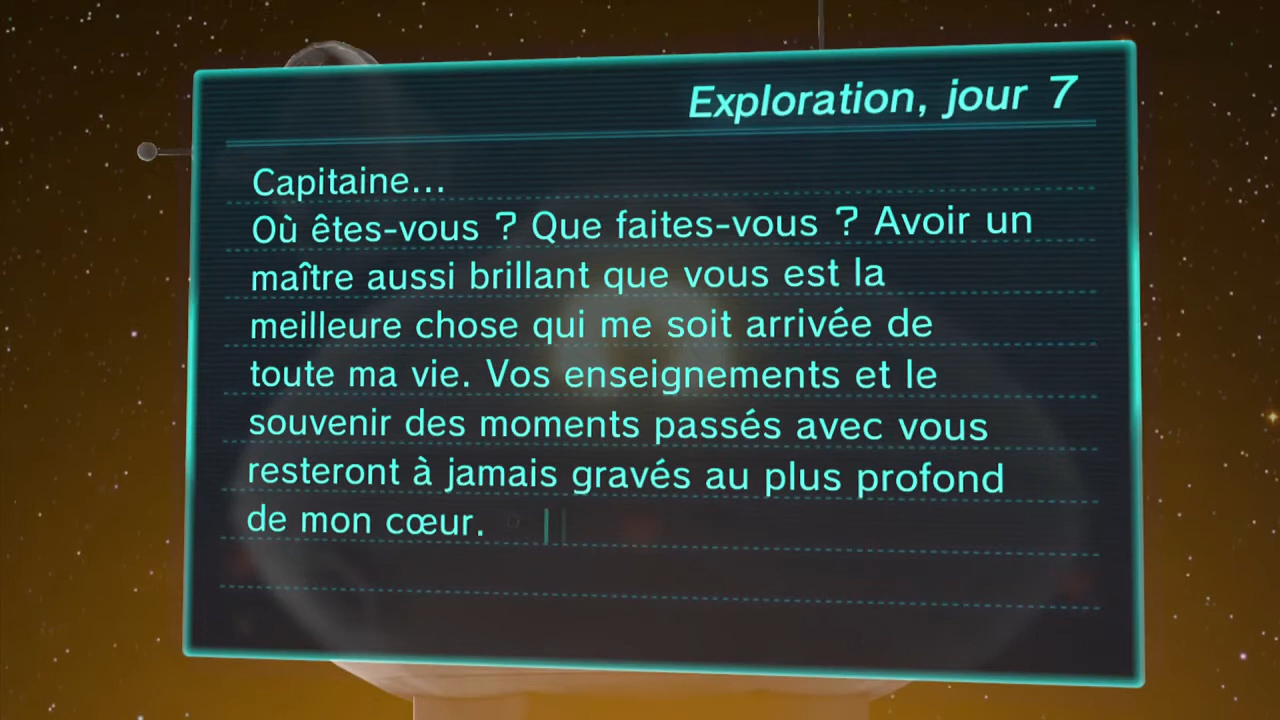 Exploration, jour 7
Capitaine...
Où êtes-vous ? Que faites-vous ? Avoir un
maître aussi brillant que vous est la
meilleure chose qui me soit arrivée de
toute ma vie. Vos enseignements et le
souvenir des moments passés avec vous
resteront à jamais gravés au plus profond
de mon cœur.